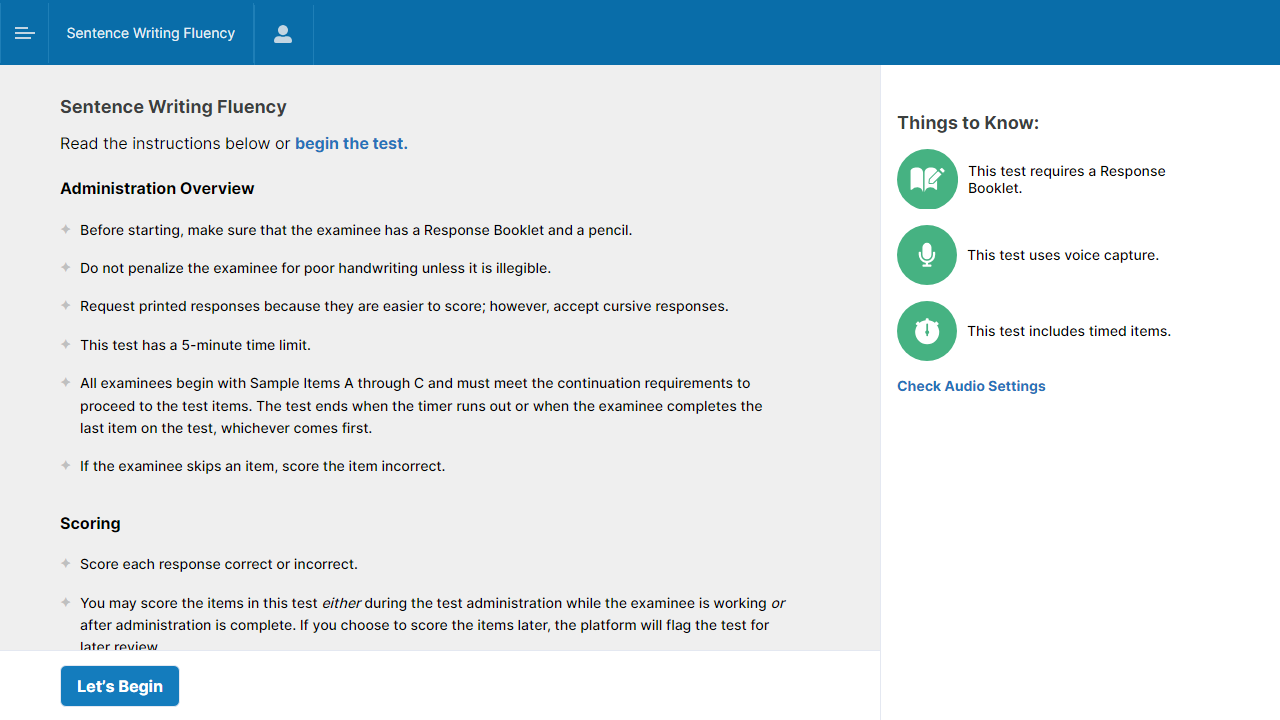 Sentence Writing Fluency
Sentence Writing Fluency
Read the instructions below or begin the test.
Administration Overview
Before starting, make sure that the examinee has a Response Booklet and a pencil.
Do not penalize the examinee for poor handwriting unless it is illegible.
Request printed responses because they are easier to score; however, accept cursive responses.
This test has a 5-minute time limit.
All examinees begin with Sample Items A through C and must meet the continuation requirements to
proceed to the test items. The test ends when the timer runs out or when the examinee completes the
last item on the test, whichever comes first.
If the examinee skips an item, score the item incorrect.
Scoring
Score each response correct or incorrect.
You may score the items in this test either during the test administration while the examinee is working or
after administration is complete. If you choose to score the items later, the platform will flag the test for
later review.
Let's Begin
Things to Know:
This test requires a Response
Booklet.
This test uses voice capture.
This test includes timed items.
Check Audio Settings